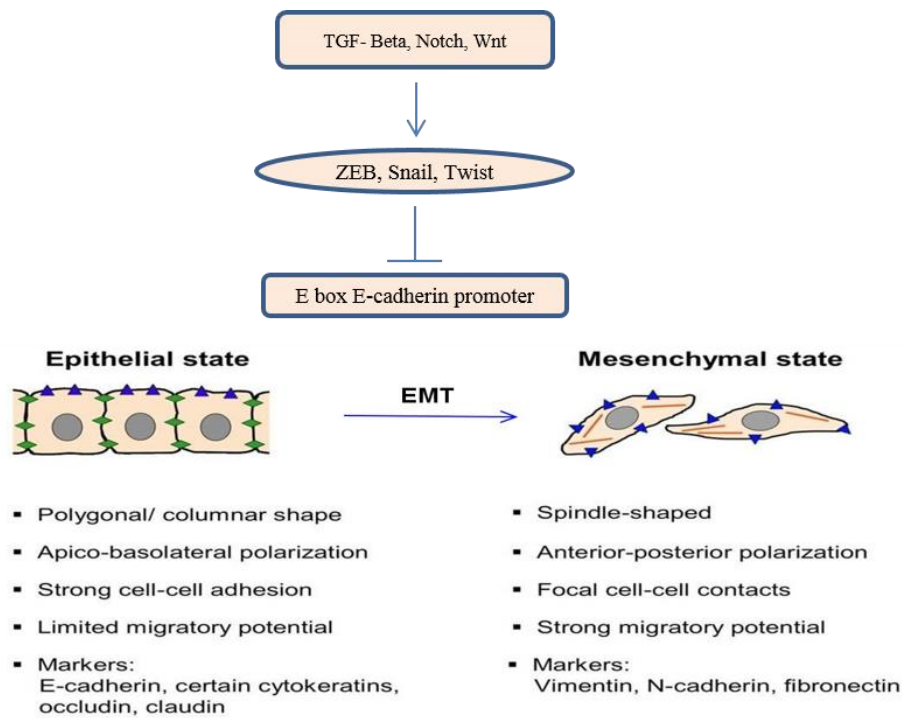 TGF- Beta, Notch, Wnt
ZEB, Snail, Twist
E box E-cadherin promoter
Epithelial state
EMT
Mesenchymal state
▪ Polygonal/ columnar shape
▪ Apico-basolateral polarization
▪ Strong cell-cell adhesion
▪ Limited migratory potential
▪ Markers:
E-cadherin, certain cytokeratins,
occludin, claudin
▪ Spindle-shaped
▪ Anterior-posterior polarization
▪ Focal cell-cell contacts
▪ Strong migratory potential
▪ Markers:
Vimentin, N-cadherin, fibronectin